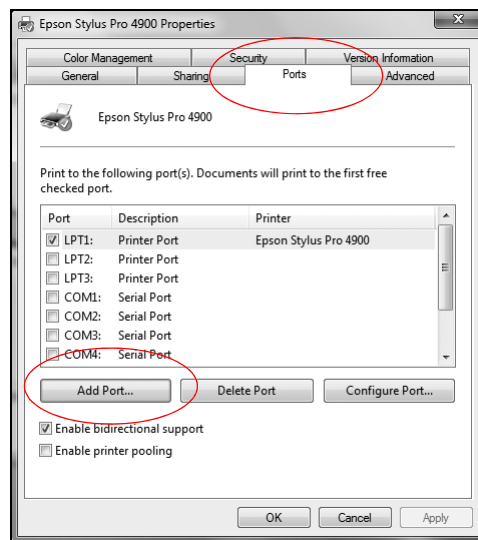 Epson Stylus Pro 4900 Properties
Color Management Security Version Information
General Sharing Ports Advanced
Epson Stylus Pro 4900
Print to the following port(s). Documents will print to the first free
checked port.
Port Description Printer
LPT1: Printer Port Epson Stylus Pro 4900
LPT2: Printer Port
LPT3: Printer Port
COM1: Serial Port
COM2: Serial Port
COM3: Serial Port
COM4: Serial Port
Add Port... Delete Port Configure Port...
Enable bidirectional support
Enable printer pooling
OK Cancel Apply